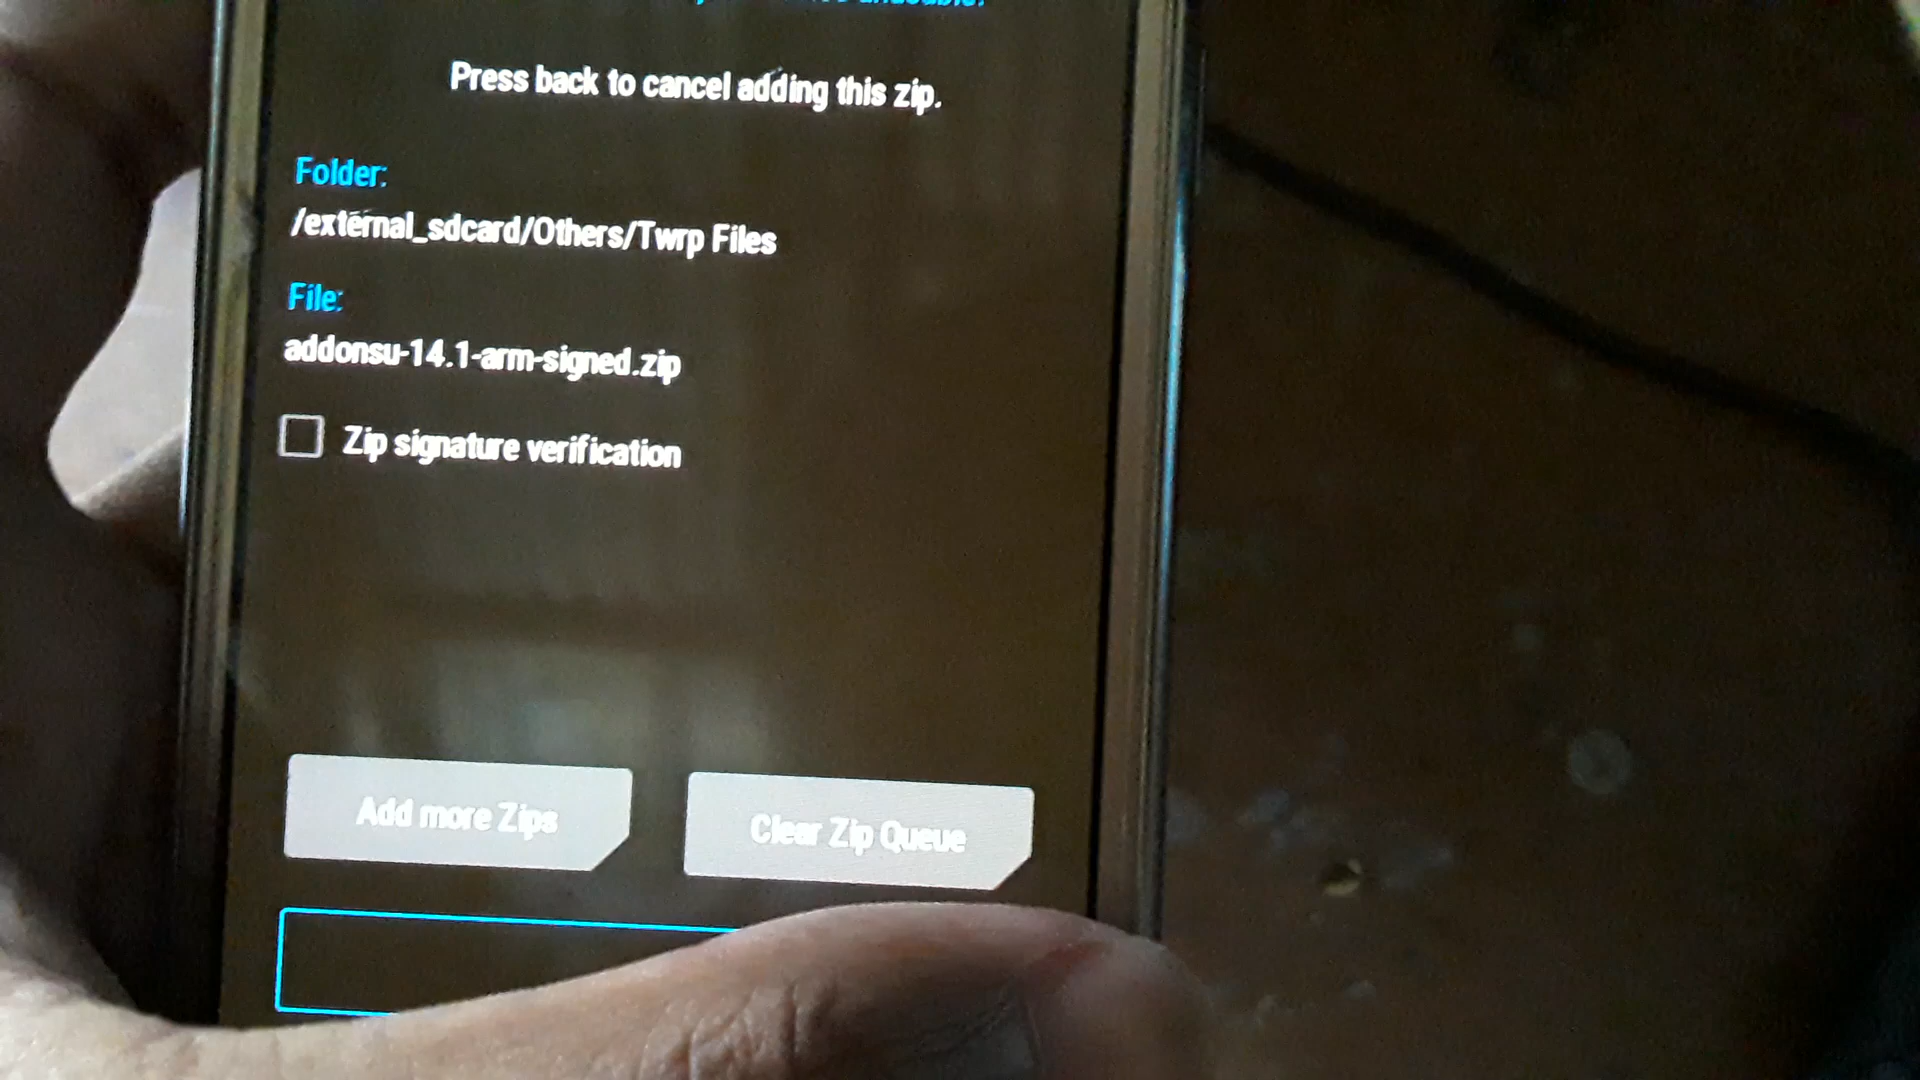 unusable.
Press back to cancel adding this zip.
Folder:
/external_sdcard/Others/Twrp Files
File:
addonsu-14.1-arm-signed.zip
Zip signature verification
Add more Zips
Clear Zip Queue